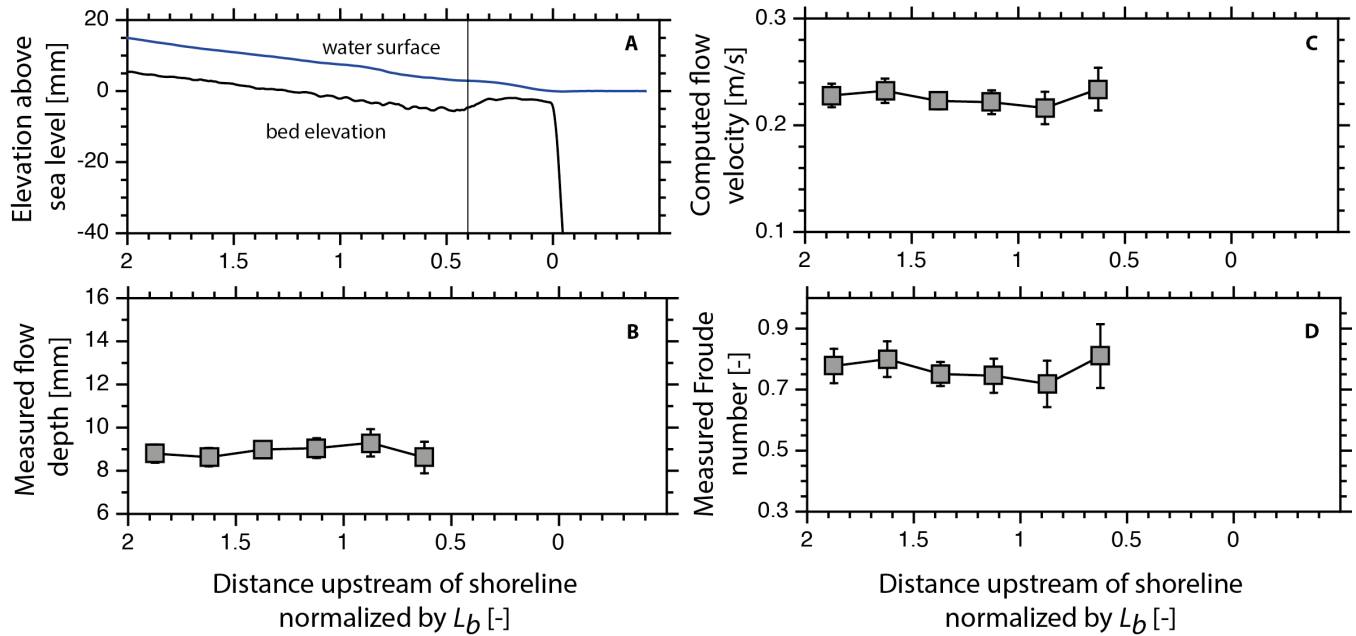 20
0
-20
-40
Elevation above
sea level [mm]
water surface
bed elevation
A
2
1.5
1
0.5
0
0.3
0.2
0.1
Computed flow
velocity [m/s]
C
2
1.5
1
0.5
0
16
14
12
10
8
6
Measured flow
depth [mm]
B
2
1.5
1
0.5
0
Distance upstream of shoreline
normalized by Lb [-]
0.9
0.7
0.5
0.3
Measured Froude
number [-]
D
2
1.5
1
0.5
0
Distance upstream of shoreline
normalized by Lb [-]